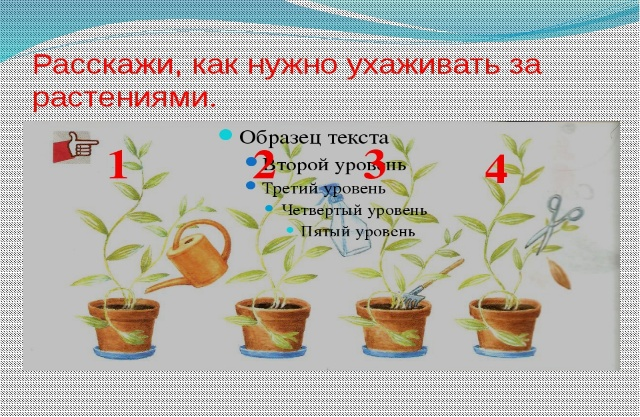 Расскажи, как нужно ухаживать за
растениями.
Образец текста
Второй уровень
Третий уровень
Четвертый уровень
Пятый уровень
1 2 3 4